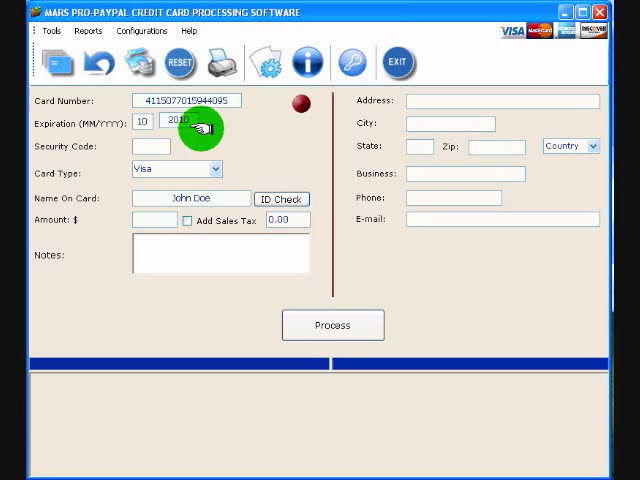 MARS PRO-PAYPAL CREDIT CARD PROCESSING SOFTWARE
Tools Reports Configurations Help
VISA MasterCard DISCOVER
RESET EXIT
Card Number: 4115077015944095
Expiration (MM/YYYY): 10 2010
Security Code:
Card Type: Visa
Name On Card: John Doe ID Check
Amount: $ Add Sales Tax 0.00
Notes:
Address:
City:
State: Zip: Country
Business:
Phone:
E-mail:
Process